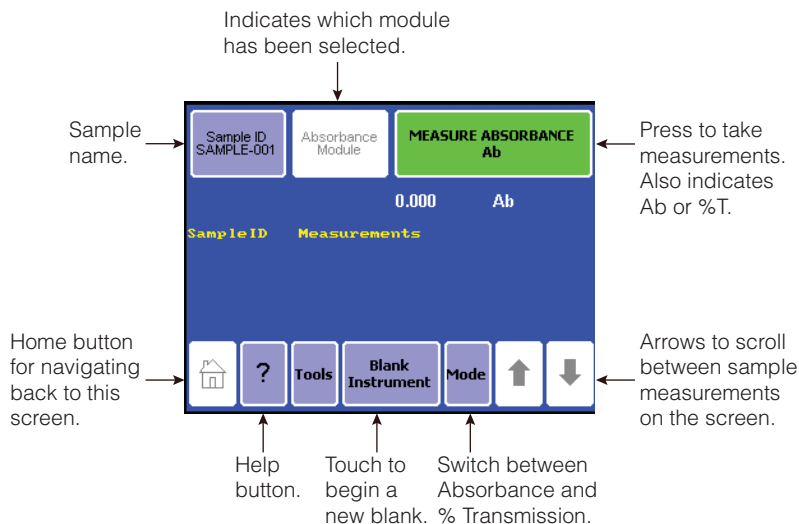 Indicates which module
has been selected.
Sample
name.
Sample ID
SAMPLE-001
Absorbance
Module
MEASURE ABSORBANCE
Ab
Press to take
measurements.
Also indicates
Ab or %T.
0.000 Ab
SampleID Measurements
Home button
for navigating
back to this
screen.
?
Tools
Blank
Instrument
Mode
Arrows to scroll
between sample
measurements
on the screen.
Help
button.
Touch to
begin a
new blank.
Switch between
Absorbance and
% Transmission.